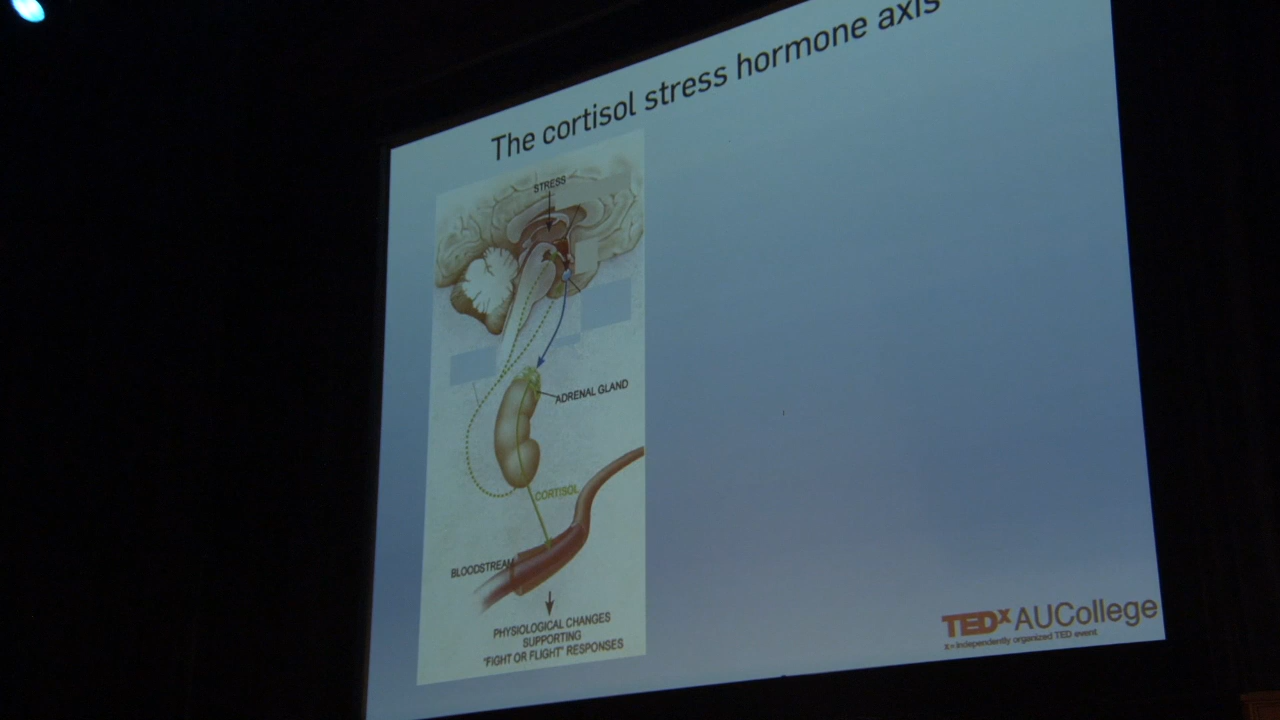 The cortisol stress hormone axis
STRESS
ADRENAL GLAND
CORTISOL
BLOODSTREAM
PHYSIOLOGICAL CHANGES
SUPPORTING
"FIGHT OR FLIGHT" RESPONSES
TEDx AUCollege
x = independently organized TED event